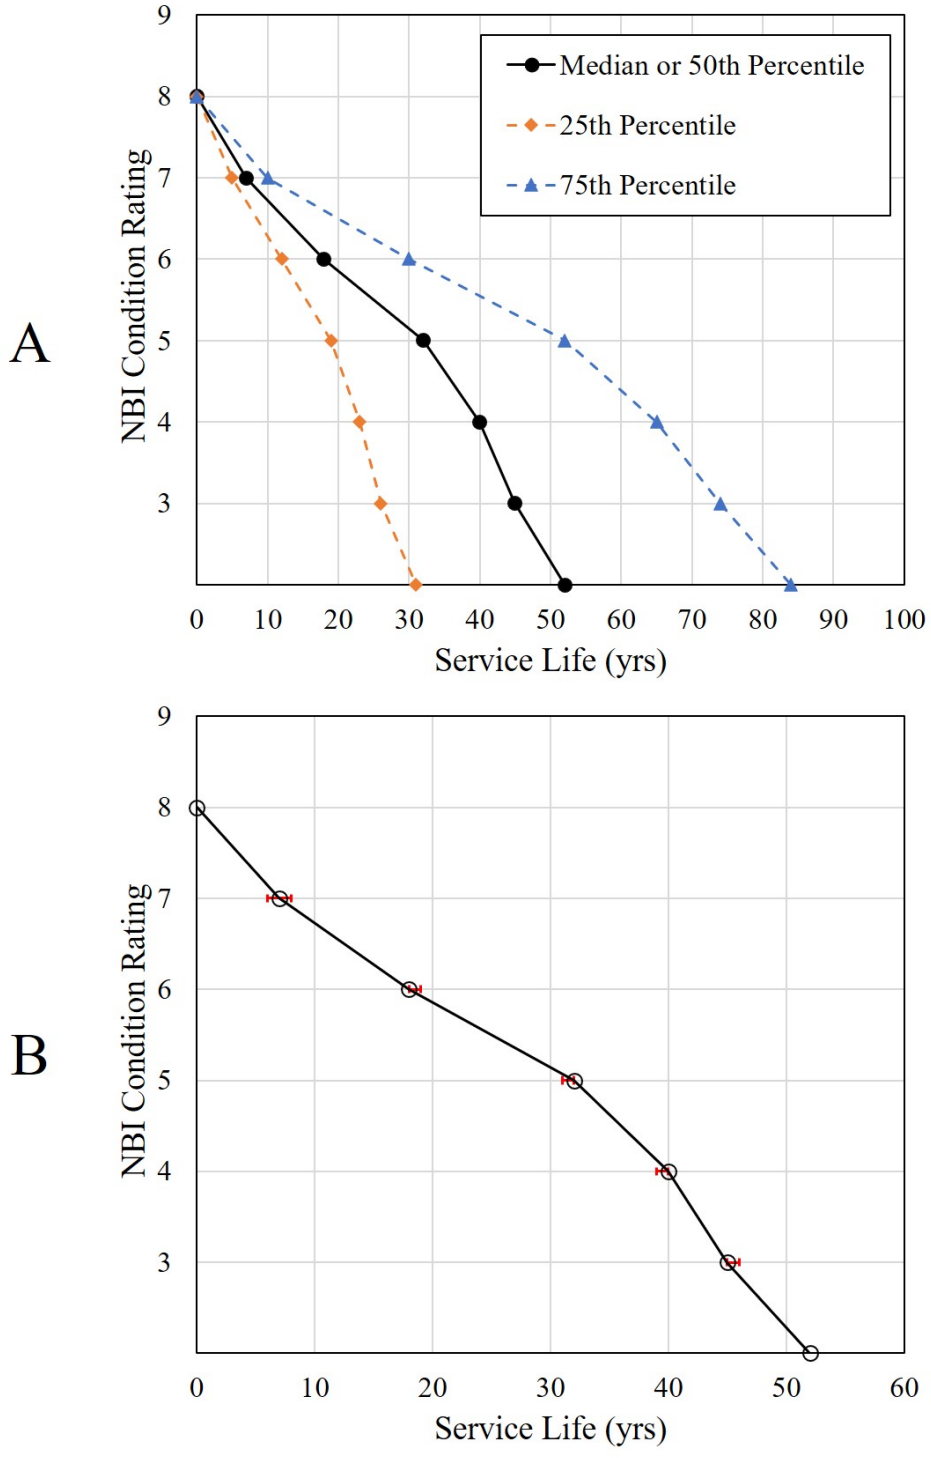 9
Median or 50th Percentile
25th Percentile
75th Percentile
8
7
6
5
4
3
NBI Condition Rating
A
0 10 20 30 40 50 60 70 80 90 100
Service Life (yrs)
9
8
7
6
5
4
3
NBI Condition Rating
B
0 10 20 30 40 50 60
Service Life (yrs)